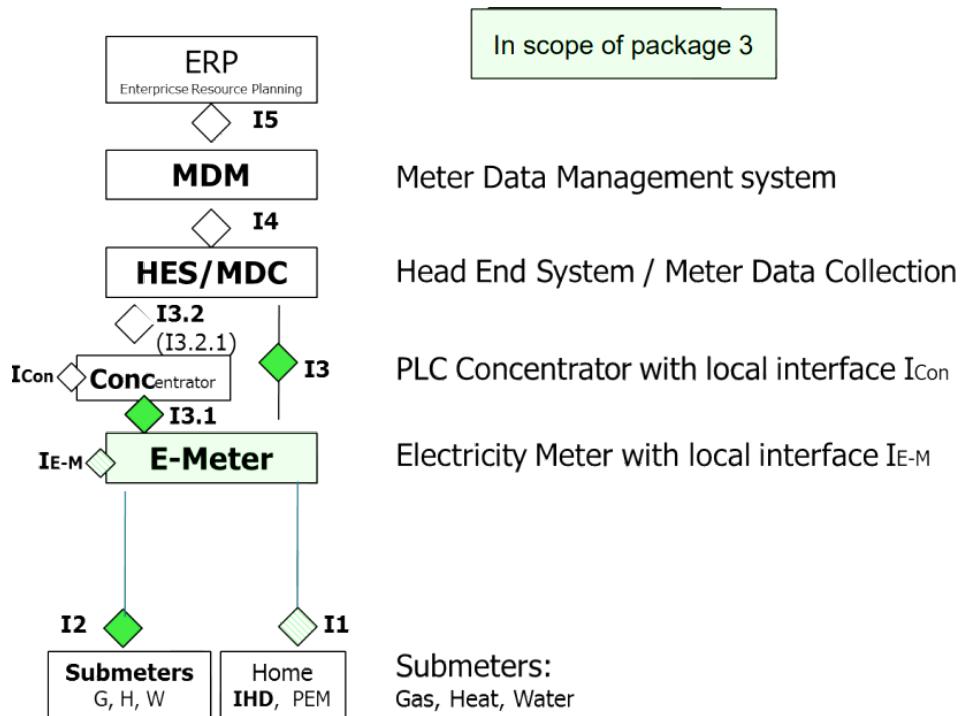 In scope of package 3
ERP
Enterpricse Resource Planning
I5
MDM
Meter Data Management system
I4
HES/MDC
Head End System / Meter Data Collection
I3.2
(I3.2.1)
I3
ICon
Concentrator
PLC Concentrator with local interface ICon
I3.1
IE-M
E-Meter
Electricity Meter with local interface IE-M
I2
I1
Submeters
G, H, W
Home
IHD, PEM
Submeters:
Gas, Heat, Water